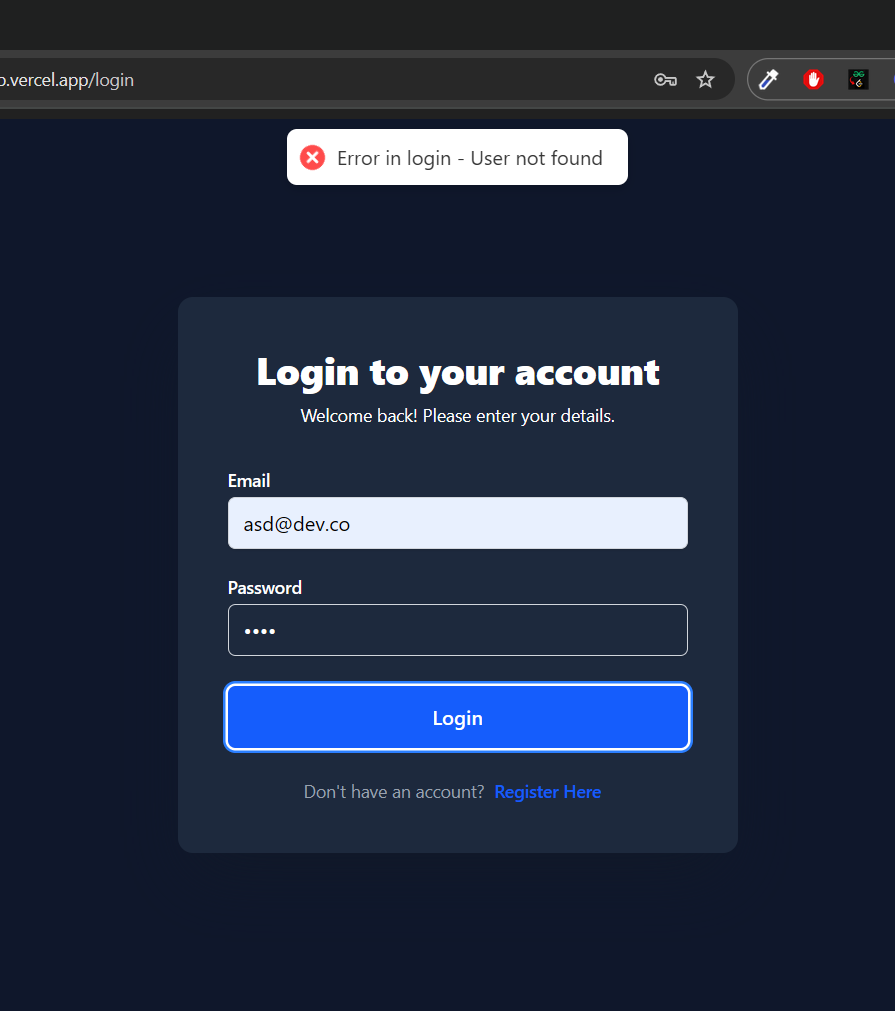 o.vercel.app/login
Error in login - User not found
Login to your account
Welcome back! Please enter your details.
Email
asd@dev.co
Password
••••
Login
Don't have an account? Register Here